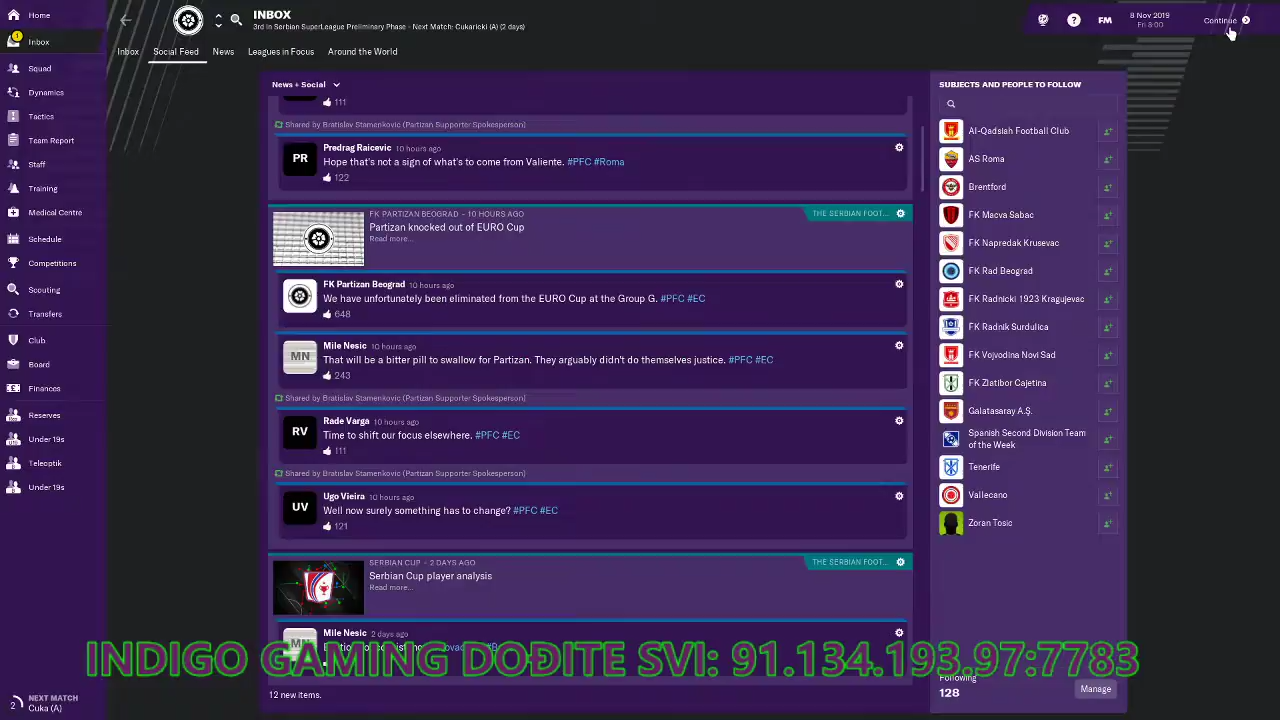 INBOX
3rd in Serbian SuperLeague Preliminary Phase - Next Match: Cukaricki (A) (2 days)
FM
8 Nov 2019
Fri 8:00
Continue
Home
1
Inbox
Squad
Dynamics
Tactics
Team Report
Staff
Training
Medical Centre
Schedule
Competitions
Scouting
Transfers
Club
Board
Finances
Reserves
Under 19s
Teleoptik
Under 19s
2
NEXT MATCH
Cuka (A)
Inbox
Social Feed
News
Leagues in Focus
Around the World
News + Social
111
Shared by Bratislav Stamenkovic (Partizan Supporter Spokesperson)
PR
Predrag Raicevic 10 hours ago
Hope that's not a sign of what's to come from Valiente. #PFC #Roma
122
FK PARTIZAN BEOGRAD - 10 HOURS AGO
THE SERBIAN FOOT...
Partizan knocked out of EURO Cup
Read more...
FK Partizan Beograd 10 hours ago
We have unfortunately been eliminated from the EURO Cup at the Group G. #PFC #EC
648
MN
Mile Nesic 10 hours ago
That will be a bitter pill to swallow for Partizan. They arguably didn't do themselves justice. #PFC #EC
243
Shared by Bratislav Stamenkovic (Partizan Supporter Spokesperson)
RV
Rade Varga 10 hours ago
Time to shift our focus elsewhere. #PFC #EC
111
Shared by Bratislav Stamenkovic (Partizan Supporter Spokesperson)
UV
Ugo Vieira 10 hours ago
Well now surely something has to change? #PFC #EC
121
SERBIAN CUP - 2 DAYS AGO
THE SERBIAN FOOT...
Serbian Cup player analysis
Read more...
MN
Mile Nesic 2 days ago
12 new items.
SUBJECTS AND PEOPLE TO FOLLOW
Al-Qadsiah Football Club
AS Roma
Brentford
FK Macva Sabac
FK Napredak Krusevac
FK Rad Beograd
FK Radnicki 1923 Kragujevac
FK Radnik Surdulica
FK Vojvodina Novi Sad
FK Zlatibor Cajetina
Galatasaray A.Ş.
Spanish Second Division Team
of the Week
Tenerife
Vallecano
Zoran Tosic
Following
128
Manage
INDIGO GAMING DOĐITE SVI: 91.134.193.97:7783